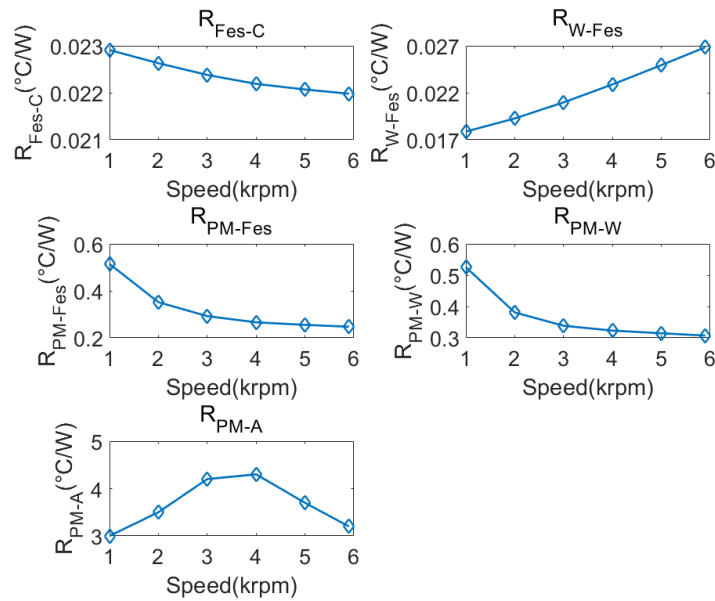 R_Fes-C
R_Fes-C(°C/W)
0.023
0.022
0.021
1 2 3 4 5 6
Speed(krpm)
R_W-Fes
R_W-Fes(°C/W)
0.027
0.022
0.017
1 2 3 4 5 6
Speed(krpm)
R_PM-Fes
R_PM-Fes(°C/W)
0.6
0.4
0.2
1 2 3 4 5 6
Speed(krpm)
R_PM-W
R_PM-W(°C/W)
0.6
0.5
0.4
0.3
1 2 3 4 5 6
Speed(krpm)
R_PM-A
R_PM-A(°C/W)
5
4
3
1 2 3 4 5 6
Speed(krpm)